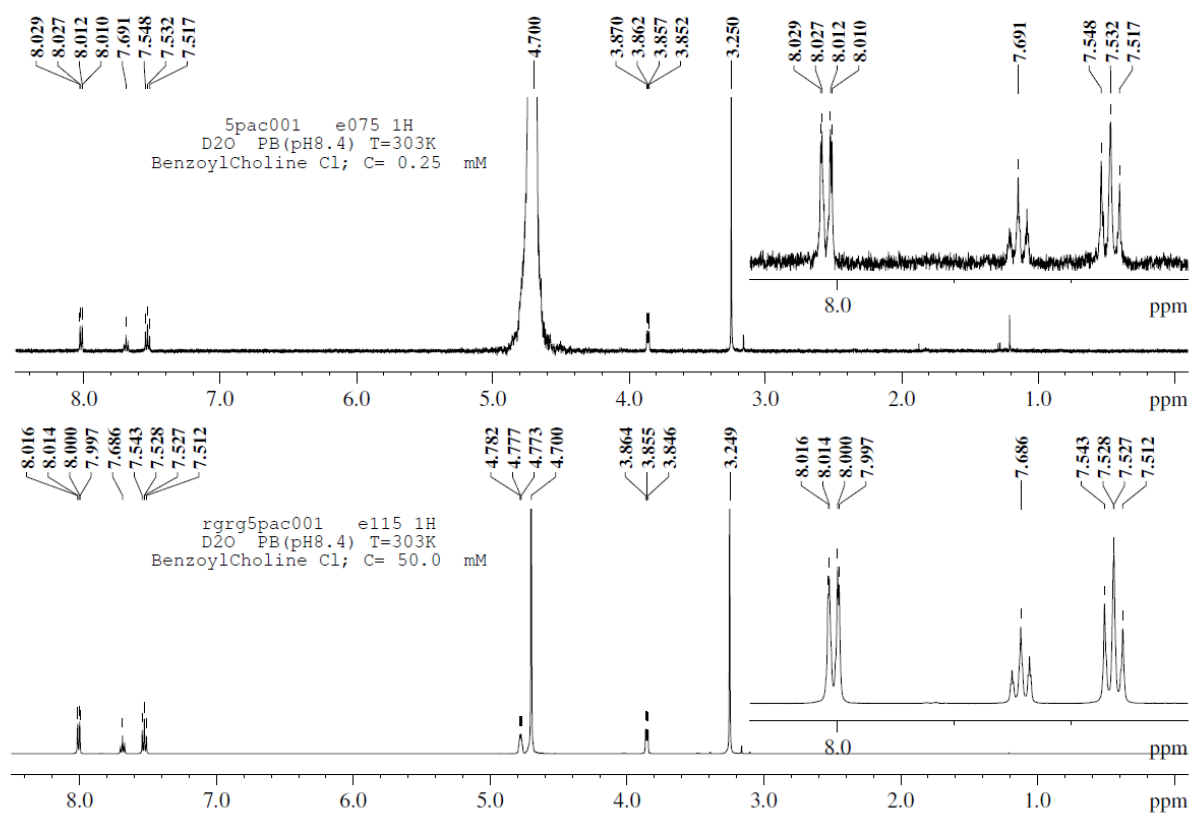 8.029 8.027 8.012 8.010 7.691 7.548 7.532 7.517 4.700 3.870 3.862 3.857 3.852 3.250 8.029 8.027 8.012 8.010 7.691 7.548 7.532 7.517
5pac001 e075 1H
D2O PB(pH8.4) T=303K
BenzoylCholine Cl; C= 0.25 mM
8.0 ppm
8.0 7.0 6.0 5.0 4.0 3.0 2.0 1.0 ppm
8.016 8.014 8.000 7.997 7.686 7.543 7.528 7.527 7.512 4.782 4.777 4.773 4.700 3.864 3.855 3.846 3.249 8.016 8.014 8.000 7.997 7.686 7.543 7.528 7.527 7.512
rgrg5pac001 e115 1H
D2O PB(pH8.4) T=303K
BenzoylCholine Cl; C= 50.0 mM
8.0 ppm
8.0 7.0 6.0 5.0 4.0 3.0 2.0 1.0 ppm